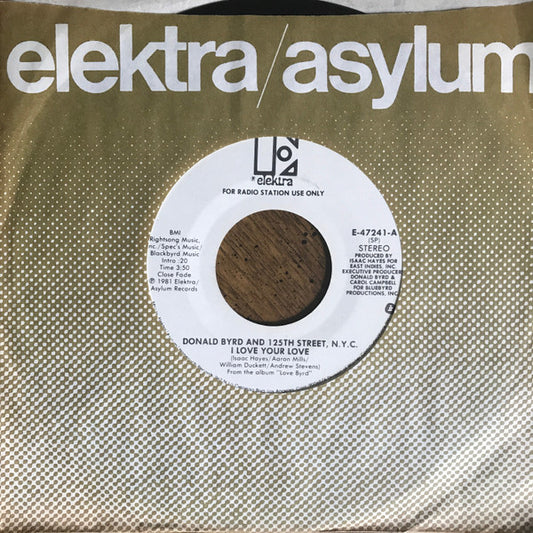 elektra/asylum
elektra
FOR RADIO STATION USE ONLY
BMI
(Rightsong Music,
Inc./Spec's Music/
Blackbyrd Music
Intro :20
Time 3:50
Close Fade
℗ 1981 Elektra/
Asylum Records
E-47241-A
(SP)
STEREO
PRODUCED BY
ISAAC HAYES FOR
EAST INDIES, INC.
EXECUTIVE PRODUCER:
DONALD BYRD &
CAROL CAMPBELL
FOR BLUEBYRD
PRODUCTIONS, INC.
DONALD BYRD AND 125TH STREET, N.Y.C.
I LOVE YOUR LOVE
(Isaac Hayes/Aaron Mills/
William Duckett/Andrew Stevens)
From the album "Love Byrd"